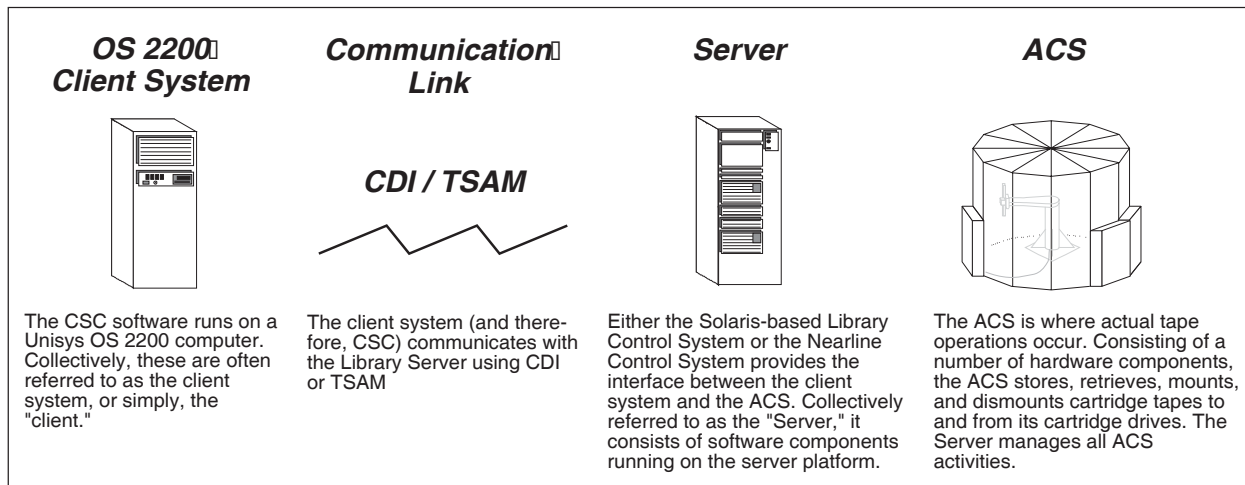 OS 2200
Client System
Communication
Link
Server
ACS
CDI / TSAM
The CSC software runs on a
Unisys OS 2200 computer.
Collectively, these are often
referred to as the client
system, or simply, the
"client."
The client system (and there-
fore, CSC) communicates with
the Library Server using CDI
or TSAM
Either the Solaris-based Library
Control System or the Nearline
Control System provides the
interface between the client
system and the ACS. Collectively
referred to as the "Server," it
consists of software components
running on the server platform.
The ACS is where actual tape
operations occur. Consisting of a
number of hardware components,
the ACS stores, retrieves, mounts,
and dismounts cartridge tapes to
and from its cartridge drives. The
Server manages all ACS
activities.